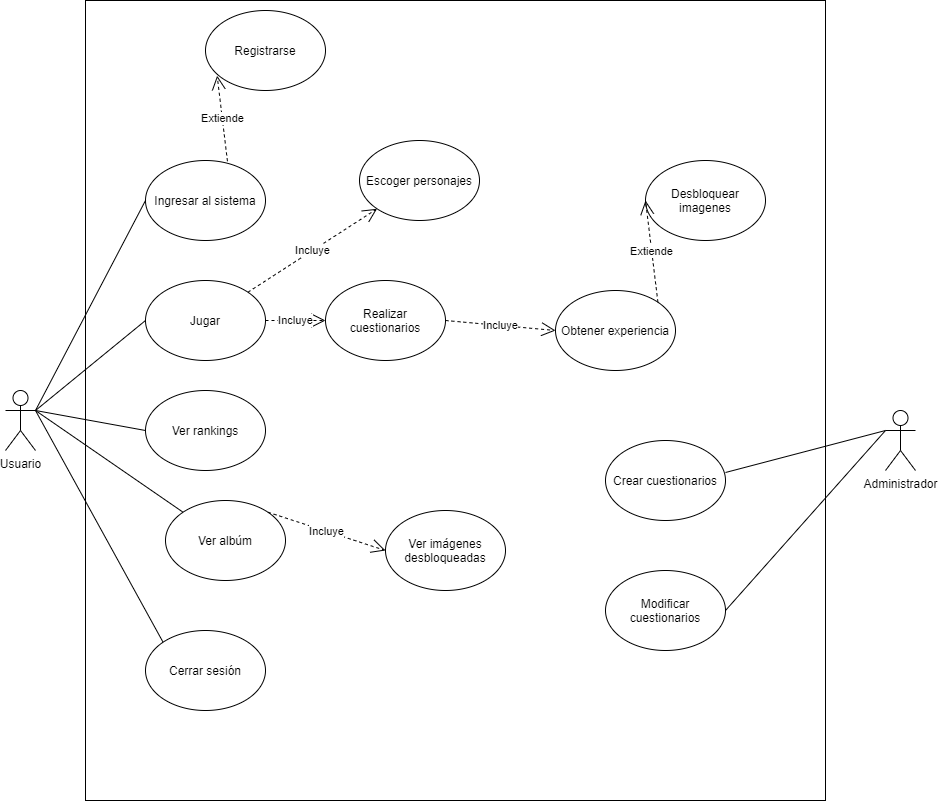 Registrarse
Extiende
Ingresar al sistema
Escoger personajes
Desbloquear
imagenes
Incluye
Extiende
Jugar
Incluye
Realizar
cuestionarios
Incluye
Obtener experiencia
Ver rankings
Usuario
Crear cuestionarios
Administrador
Ver albúm
Incluye
Ver imágenes
desbloqueadas
Modificar
cuestionarios
Cerrar sesión